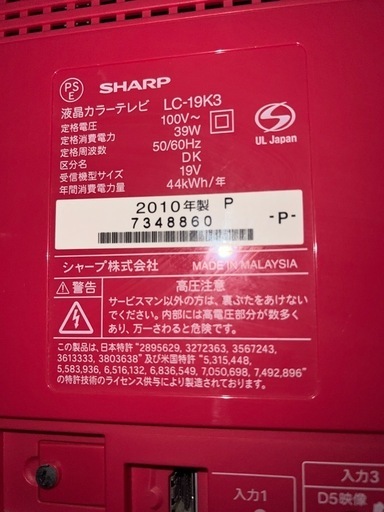 PS
E
SHARP
液晶カラーテレビ LC-19K3
定格電圧 100V～
定格消費電力 39W
定格周波数 50/60Hz
区分名 DK
受信機型サイズ 19V
年間消費電力量 44kWh/年
S
UL Japan
2010年製 P
7348860 -P-
シャープ株式会社 MADE IN MALAYSIA
⚠警告 高圧注意
サービスマン以外の方は、裏ぶたをあけない
でください。内部には高電圧部分が数多く
あり、万一さわると危険です。
この製品は、日本特許 "2895629, 3272363, 3567243,
3613333, 3803638" 及び米国特許 "5,315,448,
5,583,936, 6,516,132, 6,836,549, 7,050,698, 7,492,896"
の特許技術のライセンス供与により製造されました。
入力1
入力3
D5映像